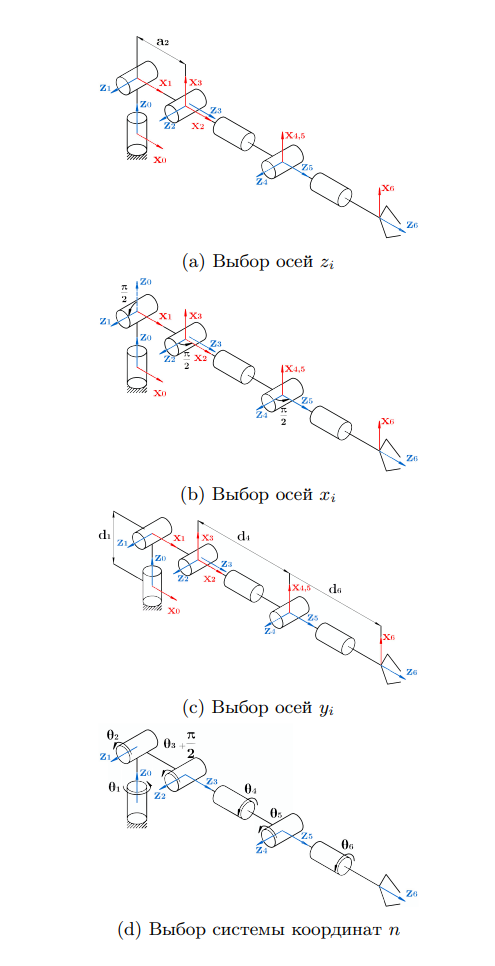 a₂
z₁ x₁ x₃
z₀ z₂ x₂ z₃
x₀ x₄,₅
z₄ z₅
x₆
z₆
(a) Выбор осей zᵢ
π/2 z₀
z₁ x₁ x₃
z₀ z₂ π/2 x₂ z₃
x₀ x₄,₅
z₄ π/2 z₅
x₆
z₆
(b) Выбор осей xᵢ
d₁ z₁ x₁ x₃ d₄
z₀ z₂ x₂ z₃
x₀ x₄,₅ d₆
z₄ z₅
x₆
z₆
(c) Выбор осей yᵢ
θ₂ θ₃ + π/2
z₁
θ₁ z₀ z₂ z₃
θ₄
θ₅
z₄ z₅ θ₆
z₆
(d) Выбор системы координат n